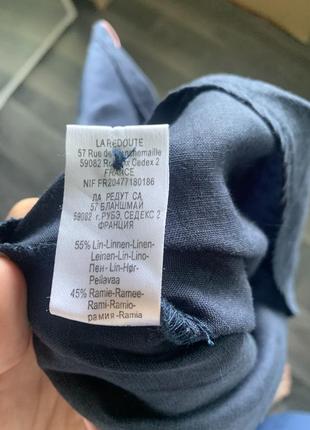 LA REDOUTE
57 Rue de Blanchemaille
59082 Roubaix Cedex 2
FRANCE
NIF FR20477180186
ЛА РЕДУТ СА
57 БЛАНШМАЙ
59082 г. РУБЭ, СЕДЕКС 2
ФРАНЦИЯ
55% Lin-Linnen-Linen-
Leinen-Lin-Lino-
Лен- Lin-Hør-
Pellavaa
45% Ramie-Ramee-
Rami-Ramio-
рамия-Ramia